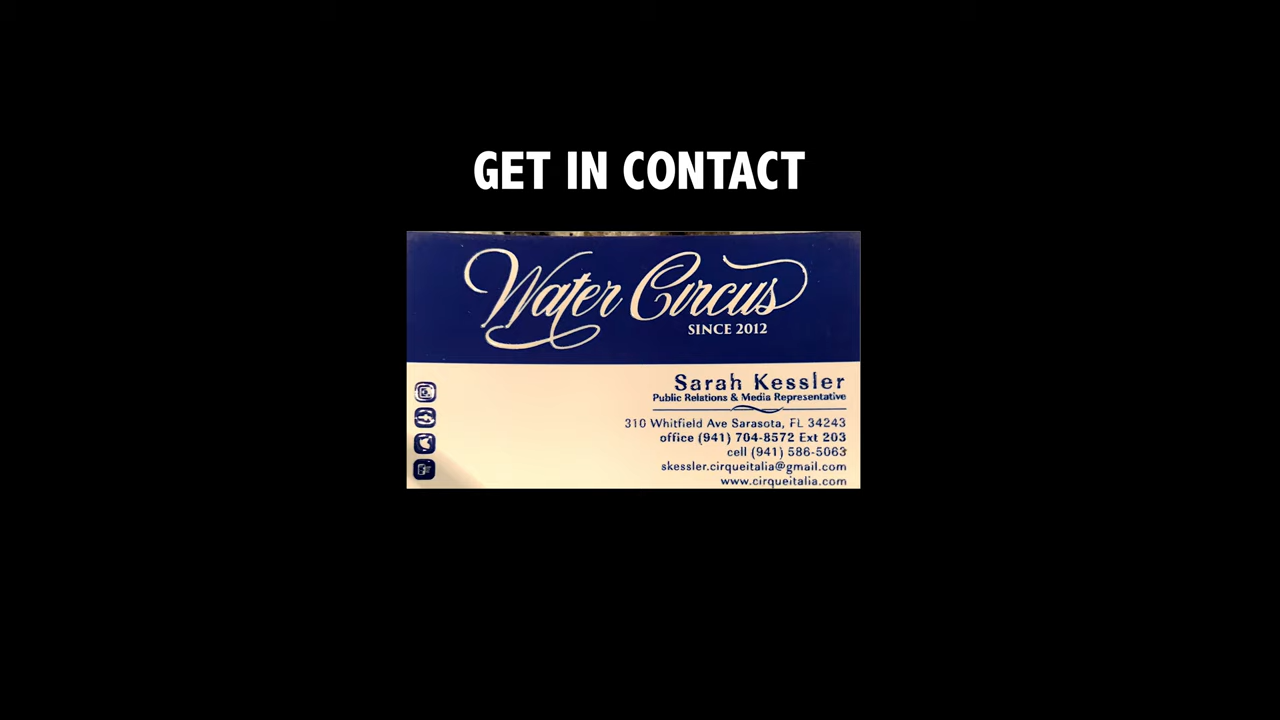 GET IN CONTACT
Water Circus
SINCE 2012
Sarah Kessler
Public Relations & Media Representative
310 Whitfield Ave Sarasota, FL 34243
office (941) 704-8572 Ext 203
cell (941) 586-5063
skessler.cirqueitalia@gmail.com
www.cirqueitalia.com